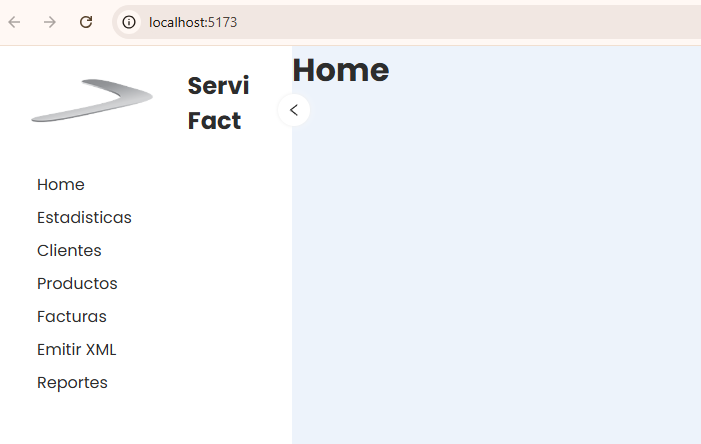 localhost:5173
Servi
Fact
Home
Home
Estadisticas
Clientes
Productos
Facturas
Emitir XML
Reportes